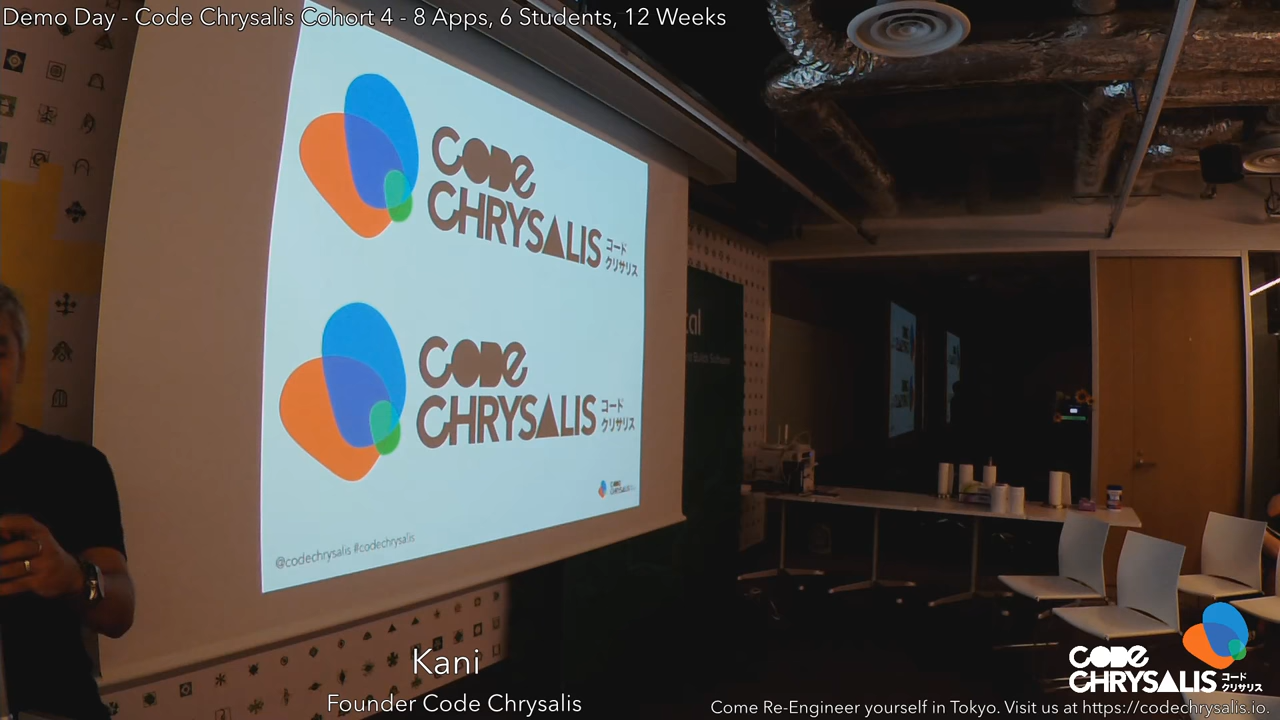 Demo Day - Code Chrysalis Cohort 4 - 8 Apps, 6 Students, 12 Weeks
CODE
CHRYSALIS コード
クリサリス
CODE
CHRYSALIS コード
クリサリス
CODE
CHRYSALIS
@codechrysalis #codechrysalis
Kani
Founder Code Chrysalis
CODE
CHRYSALIS コード
クリサリス
Come Re-Engineer yourself in Tokyo. Visit us at https://codechrysalis.io.